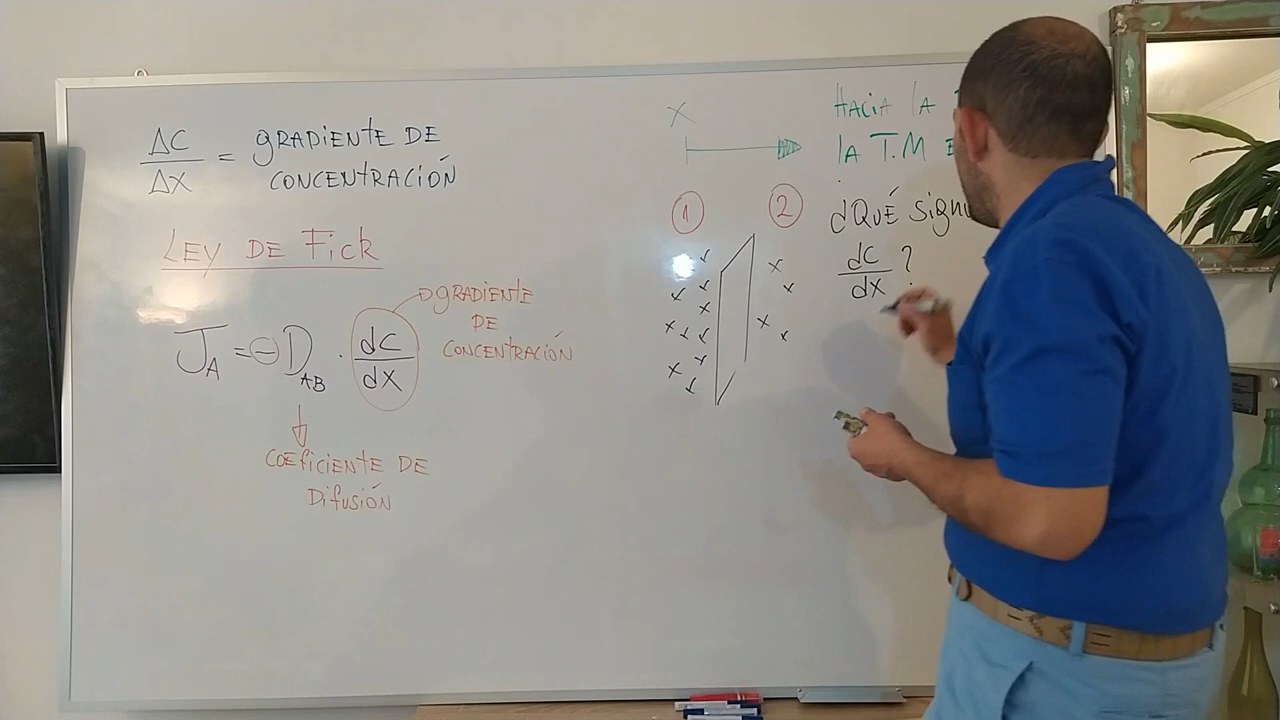 ΔC
ΔX
= gRADiENtE DE
CONCENtRACIÓN
LEY DE Fick
J_A = ⊖ D_AB · dC
dX
gRADiENtE
DE
CONCENtRACIÓN
COEficiENtE DE
DifusiÓN
X
1
2
HAciA lA
lA T.M
¿QuÉ
dC
dX
?